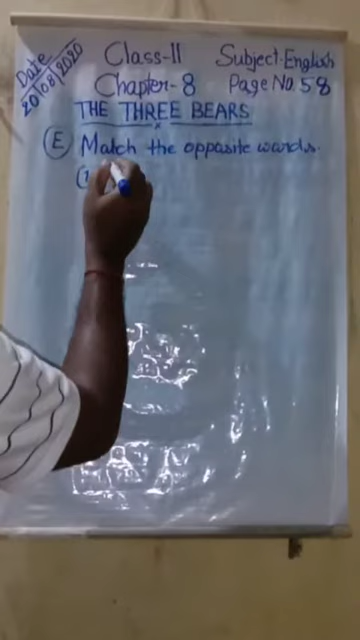 Date
20/08/2020
Class-II Subject-English
Chapter-8 Page No. 58
THE THREE BEARS
(E) Match the opposite words.
(1